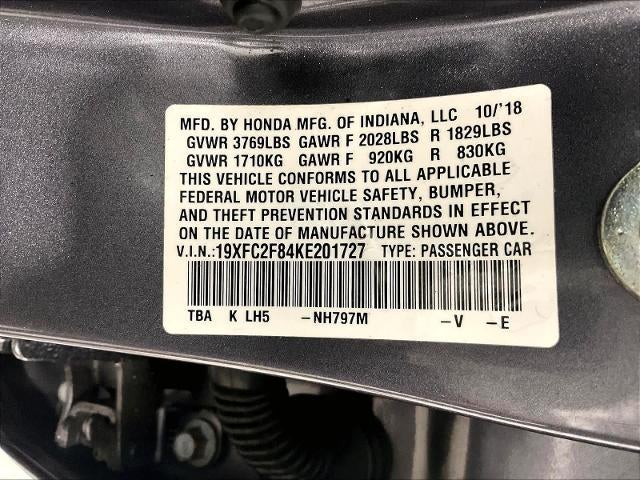 MFD. BY HONDA MFG. OF INDIANA, LLC 10/'18
GVWR 3769LBS GAWR F 2028LBS R 1829LBS
GVWR 1710KG GAWR F 920KG R 830KG
THIS VEHICLE CONFORMS TO ALL APPLICABLE
FEDERAL MOTOR VEHICLE SAFETY, BUMPER,
AND THEFT PREVENTION STANDARDS IN EFFECT
ON THE DATE OF MANUFACTURE SHOWN ABOVE.
V.I.N.:19XFC2F84KE201727 TYPE: PASSENGER CAR
TBA K LH5 -NH797M -V -E